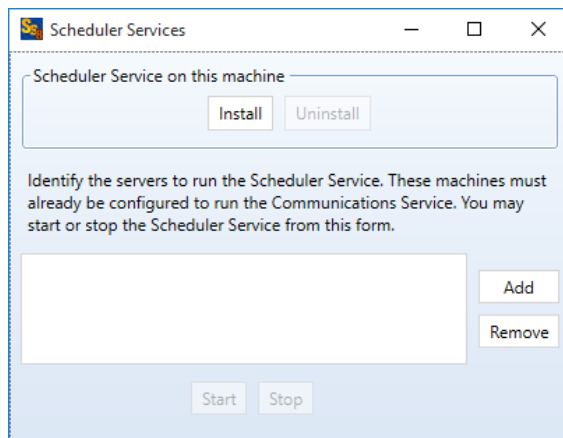 Scheduler Services
Scheduler Service on this machine
Install Uninstall
Identify the servers to run the Scheduler Service. These machines must
already be configured to run the Communications Service. You may
start or stop the Scheduler Service from this form.
Add
Remove
Start Stop